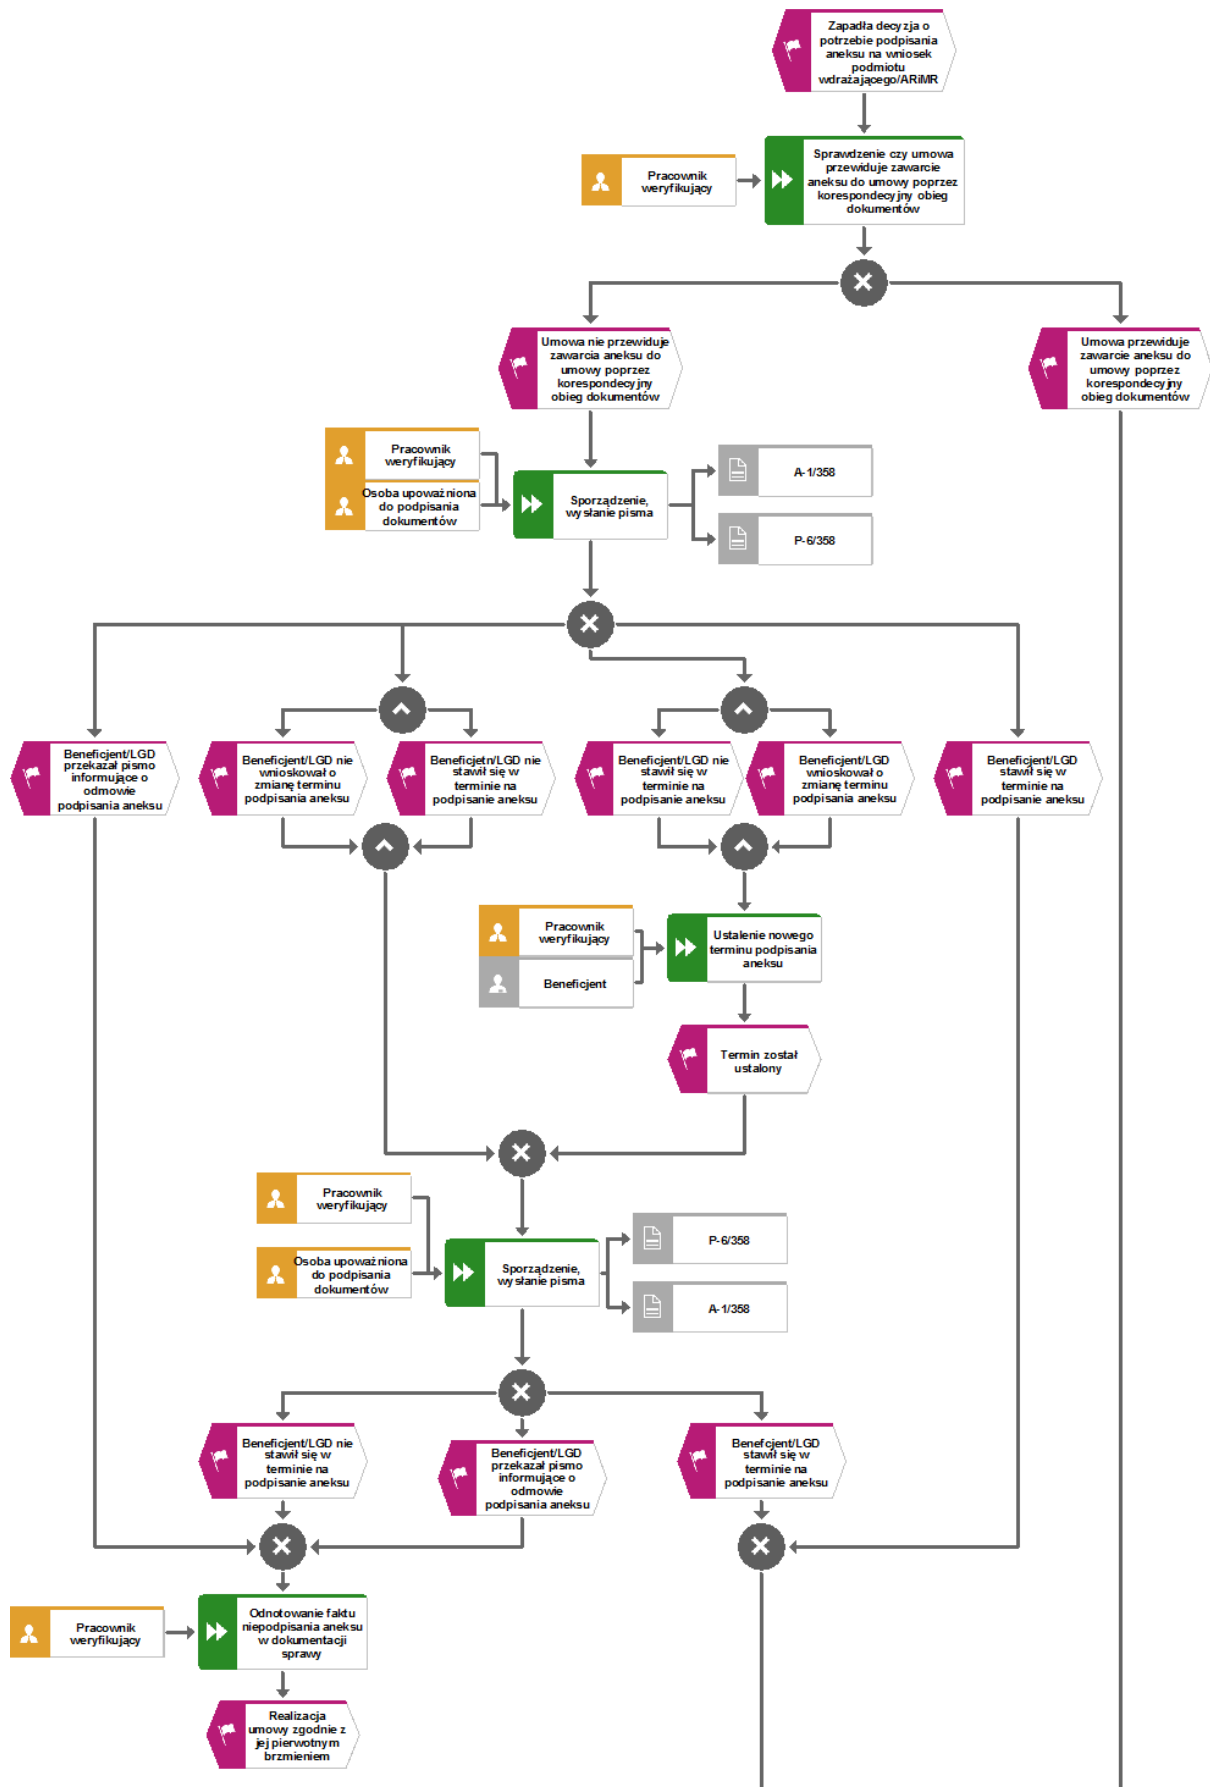 Zapadła decyzja o
potrzebie podpisania
aneksu na wniosek
podmiotu
wdrażającego/ARiMR
Pracownik
weryfikujący
Sprawdzenie czy umowa
przewiduje zawarcie
aneksu do umowy poprzez
korespondecyjny obieg
dokumentów
Umowa nie przewiduje
zawarcia aneksu do
umowy poprzez
korespondecyjny
obieg dokumentów
Umowa przewiduje
zawarcie aneksu do
umowy poprzez
korespondecyjny
obieg dokumentów
Pracownik
weryfikujący
Osoba upoważniona
do podpisania
dokumentów
Sporządzenie,
wysłanie pisma
A-1/358
P-6/358
Beneficjent/LGD
przekazał pismo
informujące o
odmowie
podpisania aneksu
Beneficjent/LGD nie
wnioskował o
zmianę terminu
podpisania aneksu
Beneficjetn/LGD nie
stawił się w
terminie na
podpisanie aneksu
Beneficjent/LGD nie
stawił się w
terminie na
podpisanie aneksu
Beneficjent/LGD
wnioskował o
zmianę terminu
podpisania aneksu
Beneficjent/LGD
stawił się w
terminie na
podpisanie aneksu
Pracownik
weryfikujący
Beneficjent
Ustalenie nowego
terminu podpisania
aneksu
Termin został
ustalony
Pracownik
weryfikujący
Osoba upoważniona
do podpisania
dokumentów
Sporządzenie,
wysłanie pisma
P-6/358
A-1/358
Beneficjent/LGD nie
stawił się w
terminie na
podpisanie aneksu
Beneficjent/LGD
przekazał pismo
informujące o
odmowie
podpisania aneksu
Benefcjent/LGD
stawił się w
terminie na
podpisanie aneksu
Pracownik
weryfikujący
Odnotowanie faktu
niepodpisania aneksu
w dokumentacji
sprawy
Realizacja
umowy zgodnie z
jej pierwotnym
brzmieniem